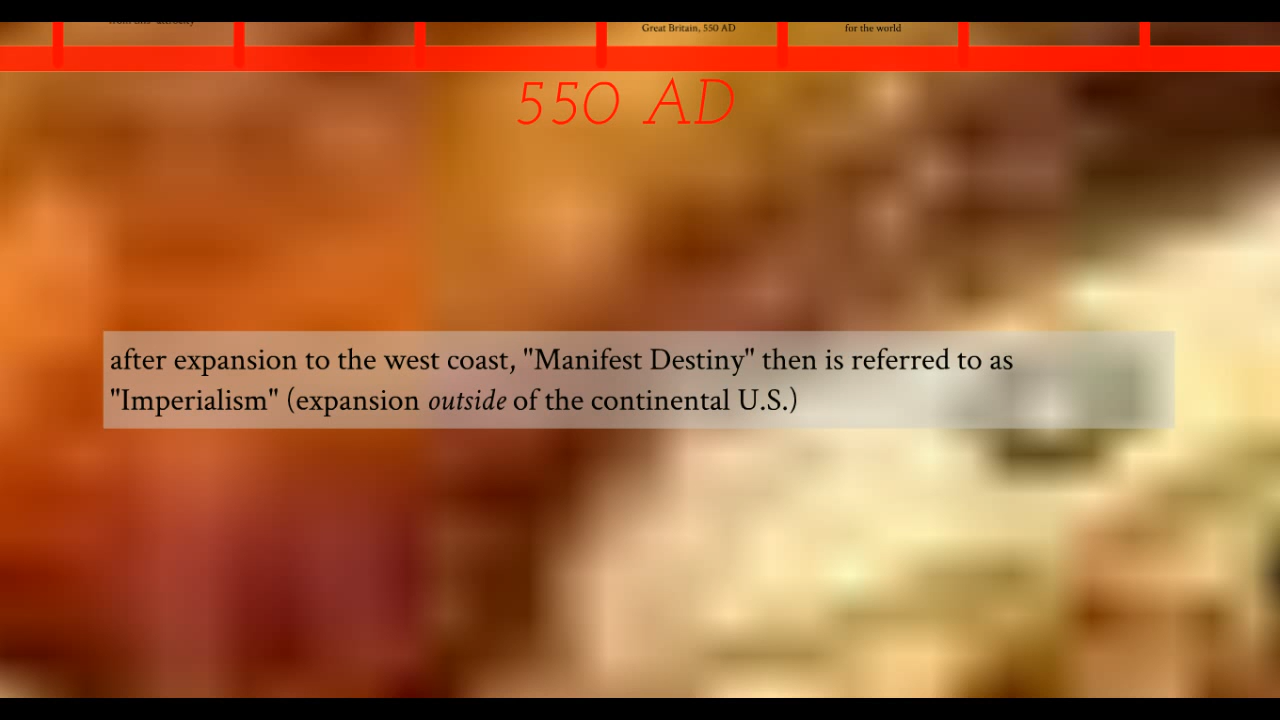 Great Britain, 550 AD
for the world
550 AD
after expansion to the west coast, "Manifest Destiny" then is referred to as
"Imperialism" (expansion outside of the continental U.S.)